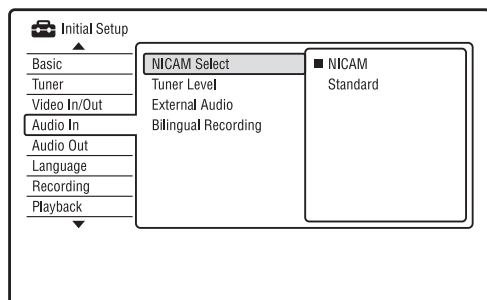 Initial Setup
Basic
Tuner
Video In/Out
Audio In
Audio Out
Language
Recording
Playback
NICAM Select
Tuner Level
External Audio
Bilingual Recording
NICAM
Standard